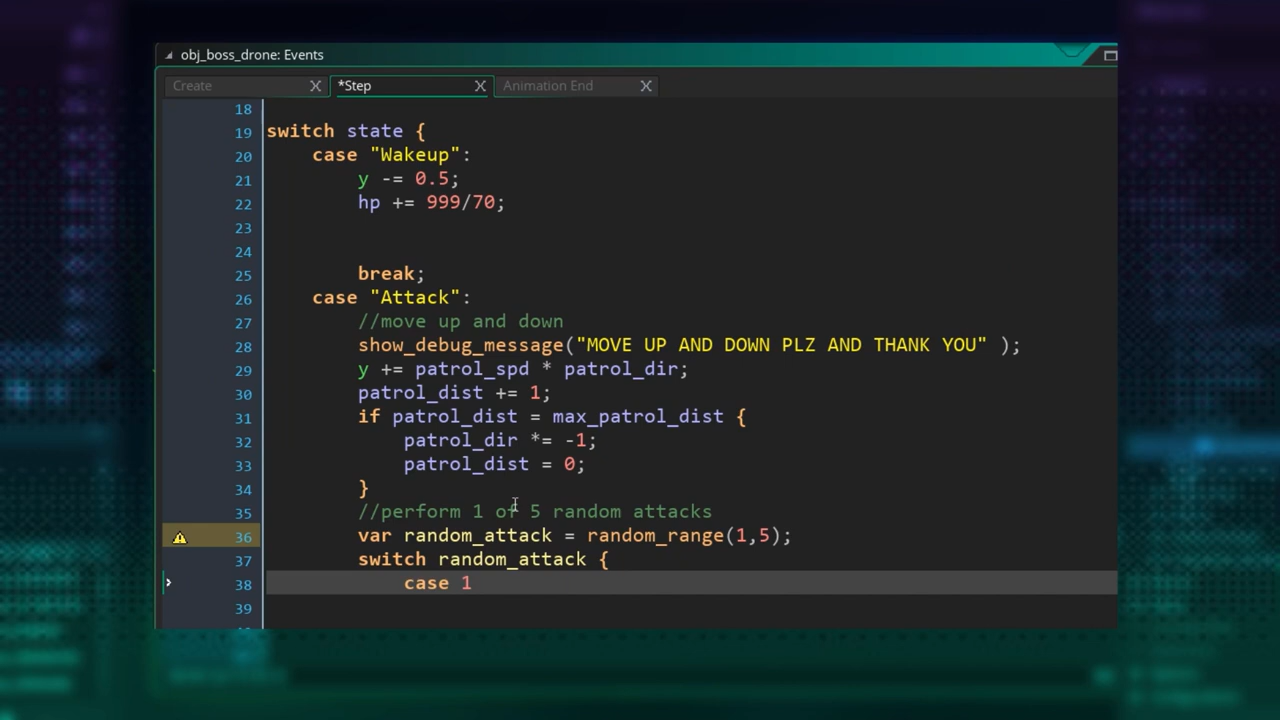 obj_boss_drone: Events
Create *Step Animation End
18
19 switch state {
20 case "Wakeup":
21 y -= 0.5;
22 hp += 999/70;
23
24
25 break;
26 case "Attack":
27 //move up and down
28 show_debug_message("MOVE UP AND DOWN PLZ AND THANK YOU" );
29 y += patrol_spd * patrol_dir;
30 patrol_dist += 1;
31 if patrol_dist = max_patrol_dist {
32 patrol_dir *= -1;
33 patrol_dist = 0;
34 }
35 //perform 1 of 5 random attacks
36 var random_attack = random_range(1,5);
37 switch random_attack {
38 case 1
39